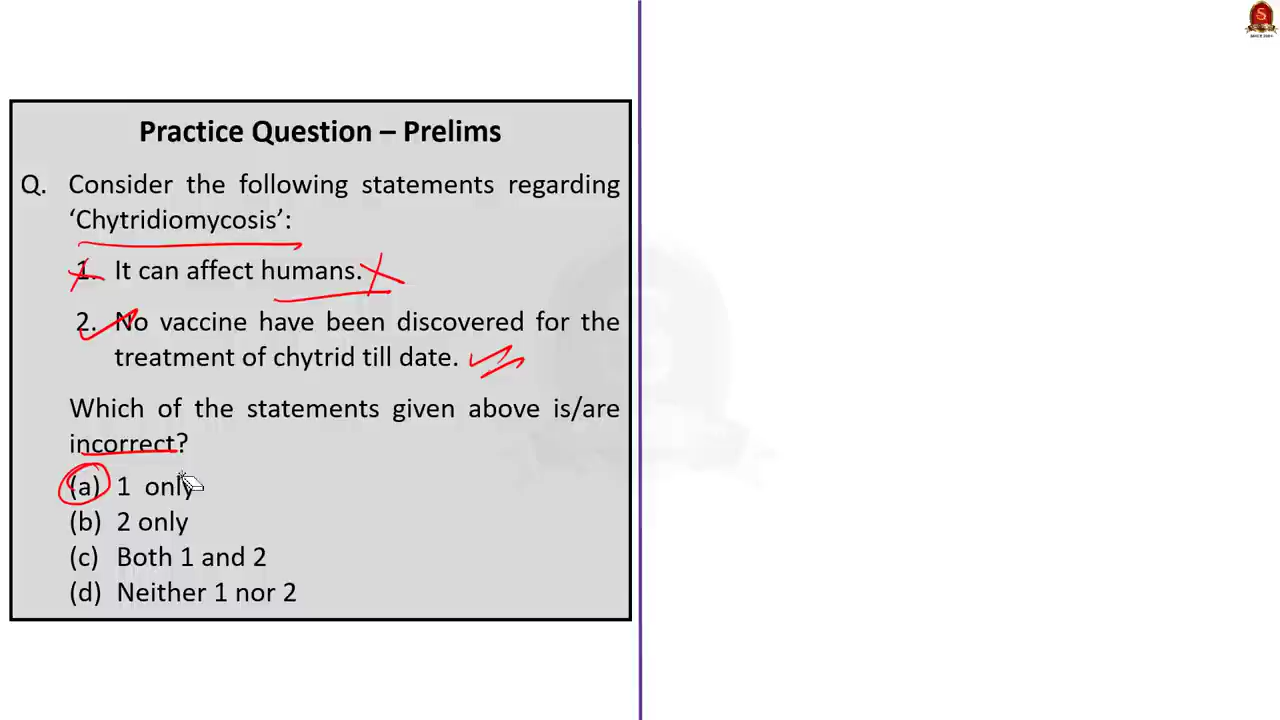 Practice Question – Prelims
Q. Consider the following statements regarding
‘Chytridiomycosis’:
1. It can affect humans.
2. No vaccine have been discovered for the
treatment of chytrid till date.
Which of the statements given above is/are
incorrect?
(a) 1 only
(b) 2 only
(c) Both 1 and 2
(d) Neither 1 nor 2